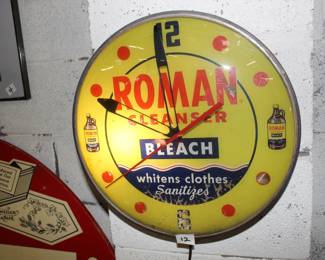 12
ROMAN
CLEANSER
BLEACH
whitens clothes
Sanitizes
6
12